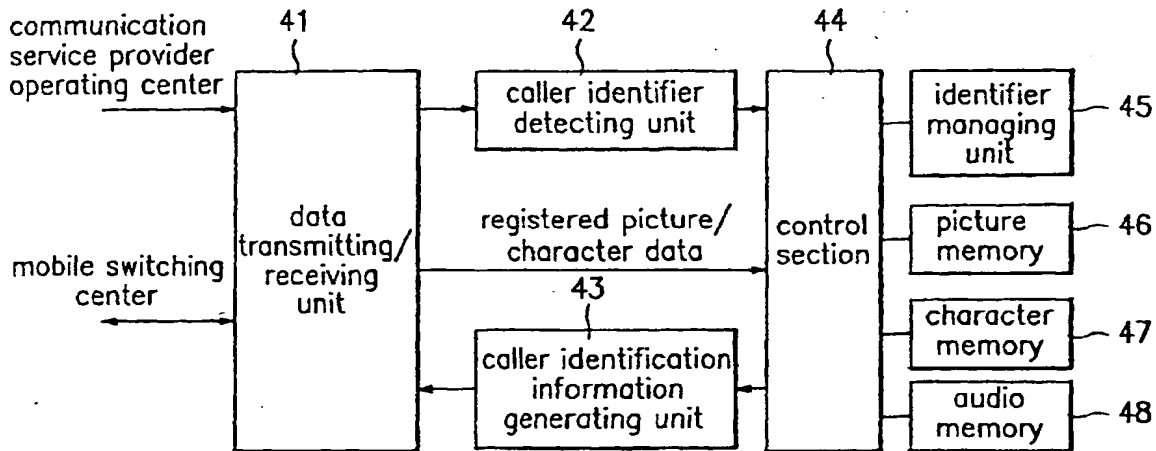 communication
service provider
operating center
41
42
44
caller identifier
detecting unit
identifier
managing
unit
45
data
transmitting/
receiving
unit
registered picture/
character data
control
section
picture
memory
46
mobile switching
center
43
caller identification
information
generating unit
character
memory
47
audio
memory
48